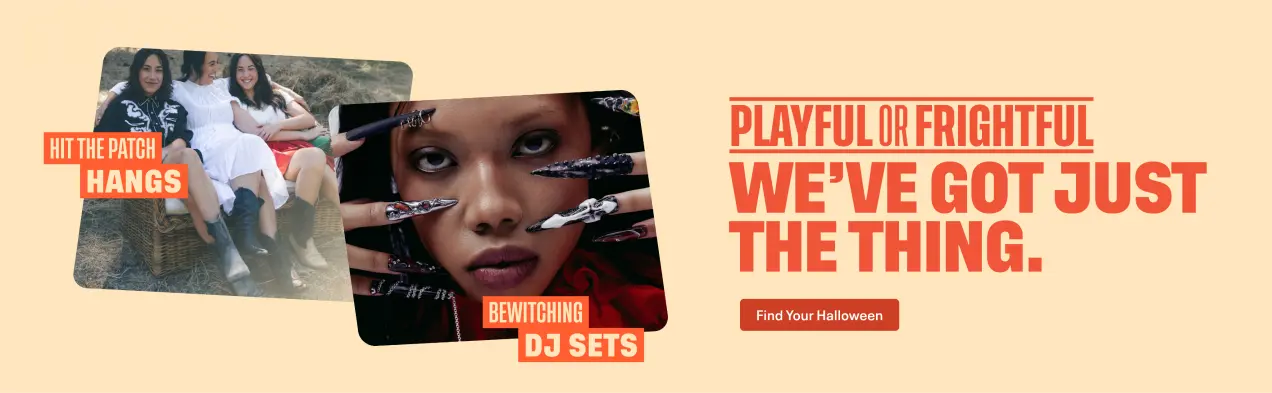 HIT THE PATCH
HANGS
BEWITCHING
DJ SETS
PLAYFUL OR FRIGHTFUL
WE’VE GOT JUST
THE THING.
Find Your Halloween